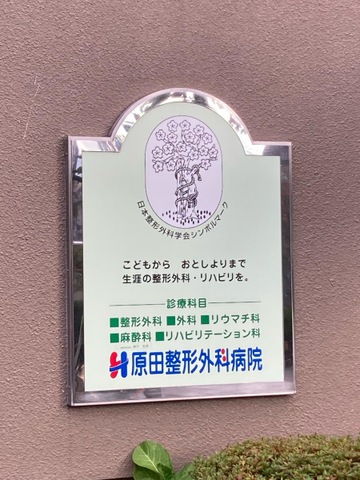 日本整形外科学会シンボルマーク
こどもから おとしよりまで
生涯の整形外科・リハビリを。
診療科目
■整形外科 ■外科 ■リウマチ科
■麻酔科 ■リハビリテーション科
原田整形外科病院